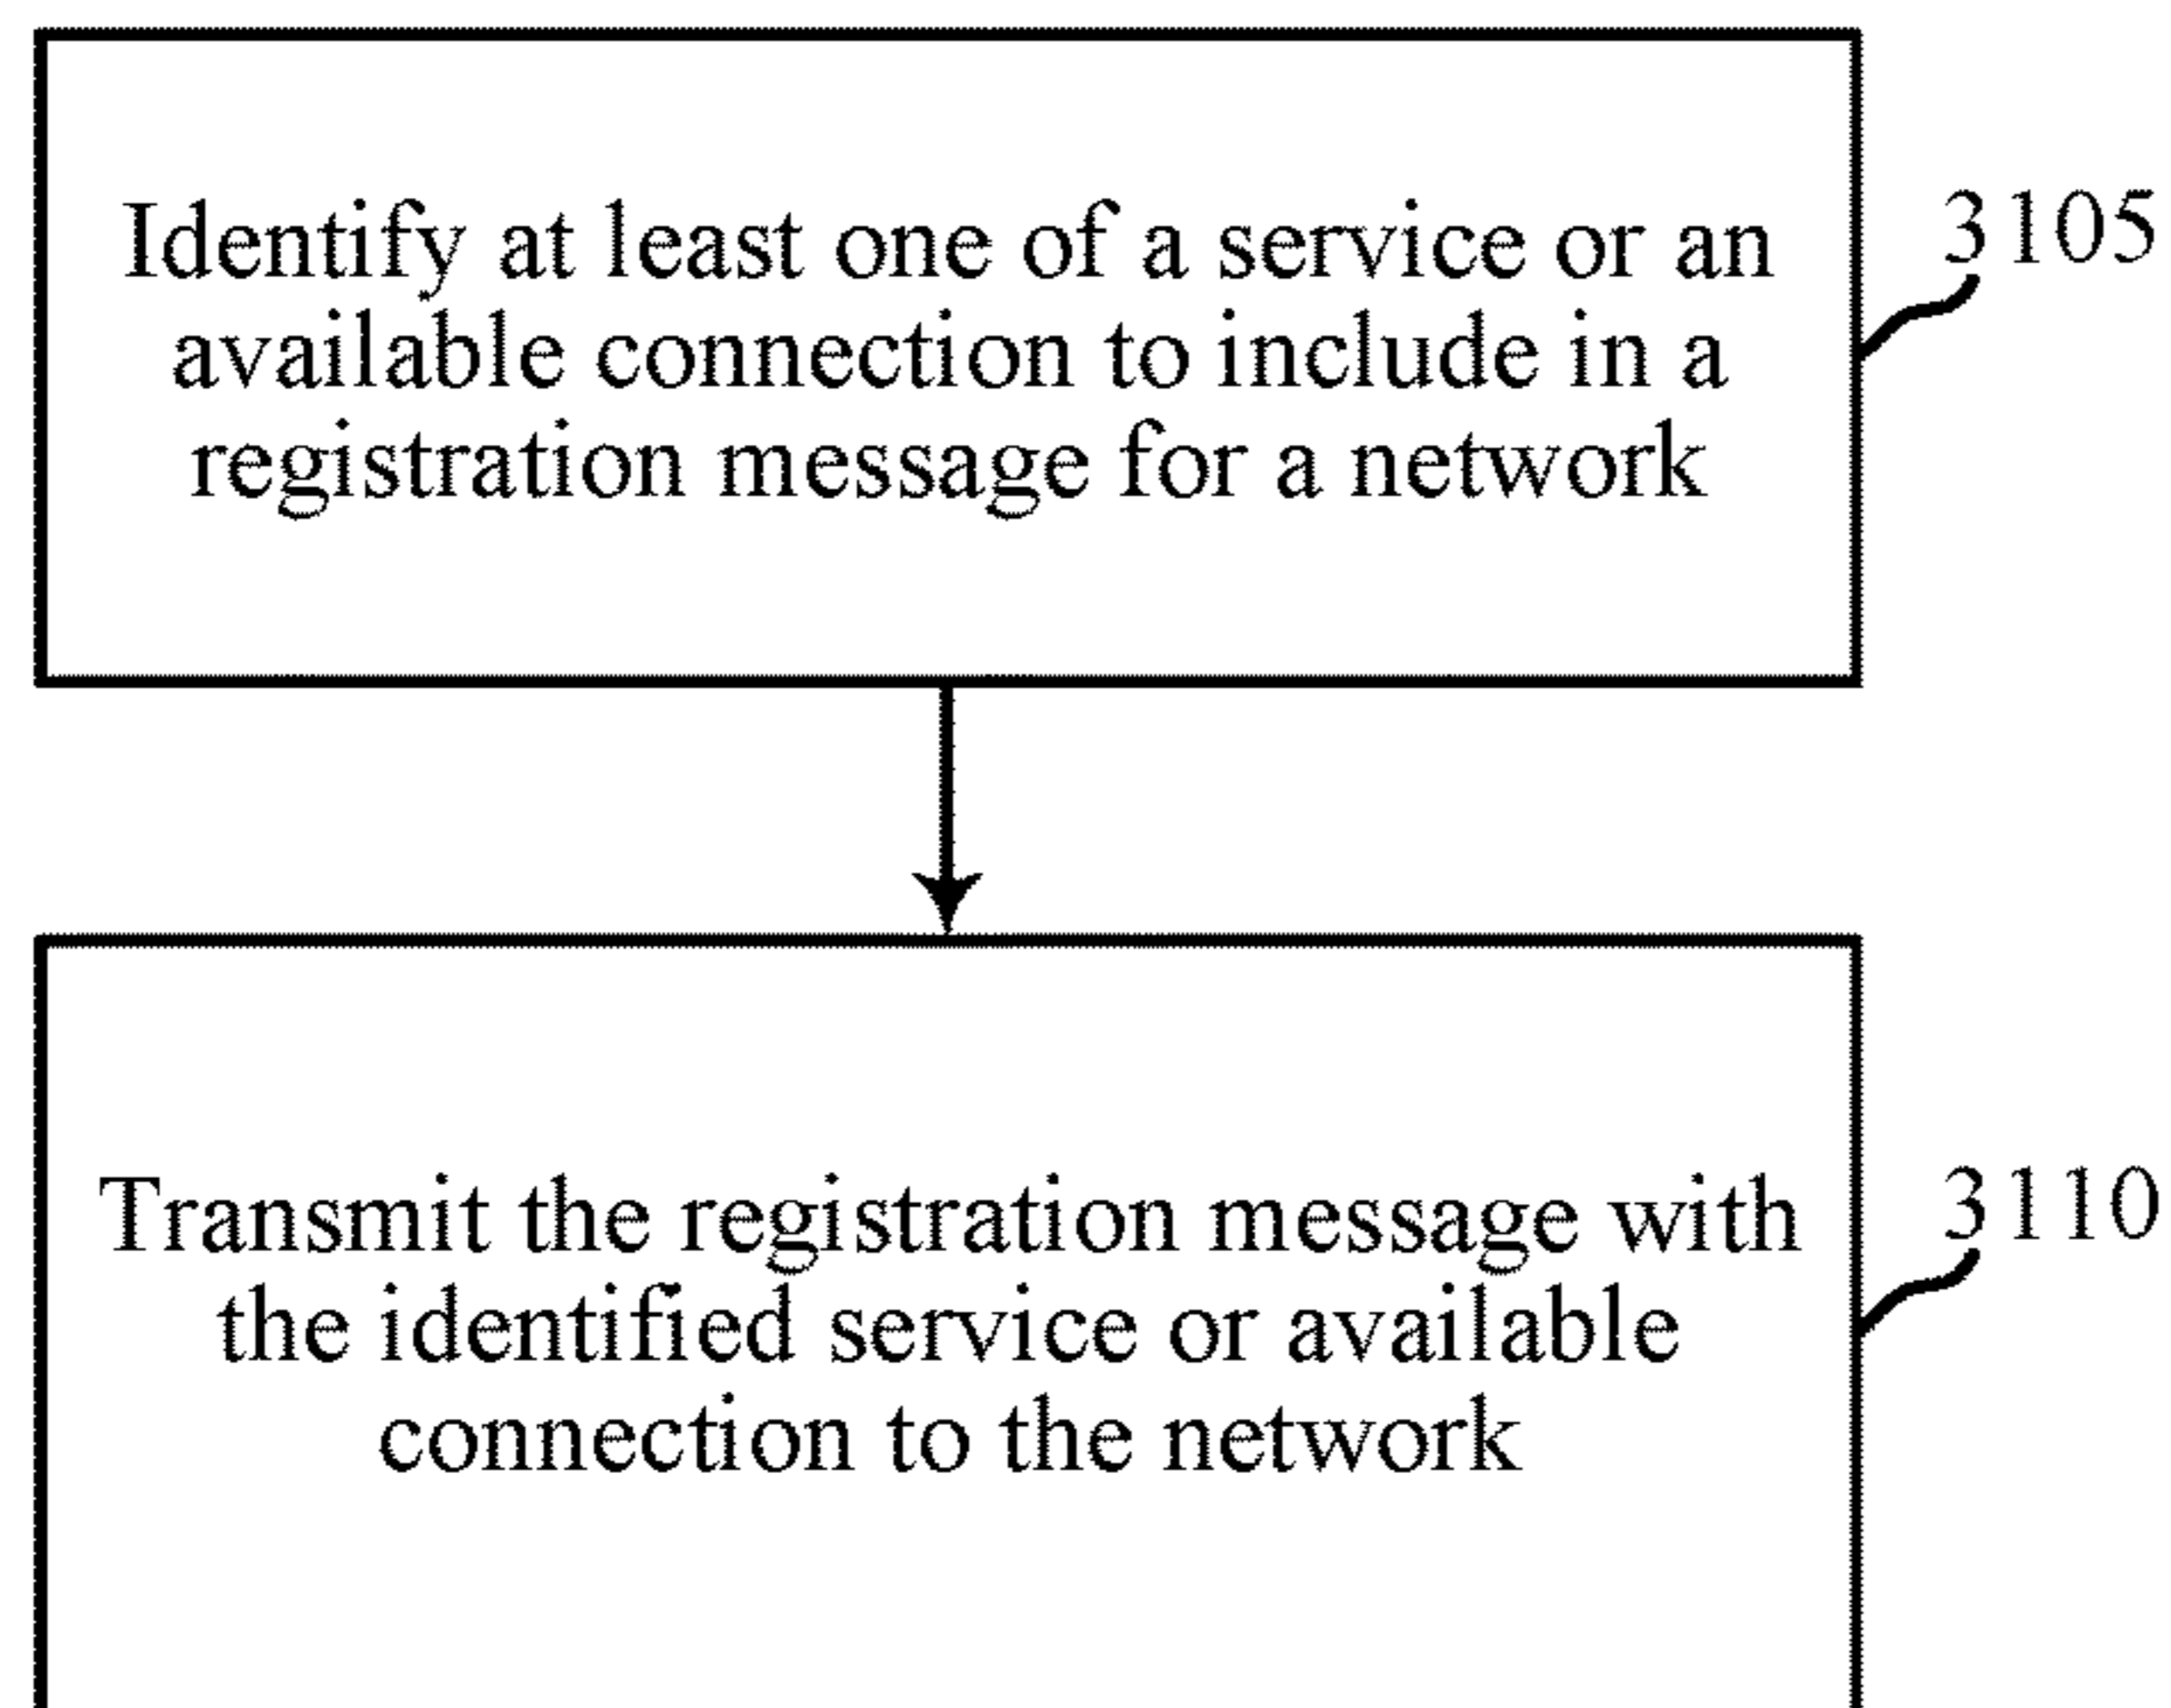 Identify at least one of a service or an
available connection to include in a
registration message for a network
3105
Transmit the registration message with
the identified service or available
connection to the network
3110